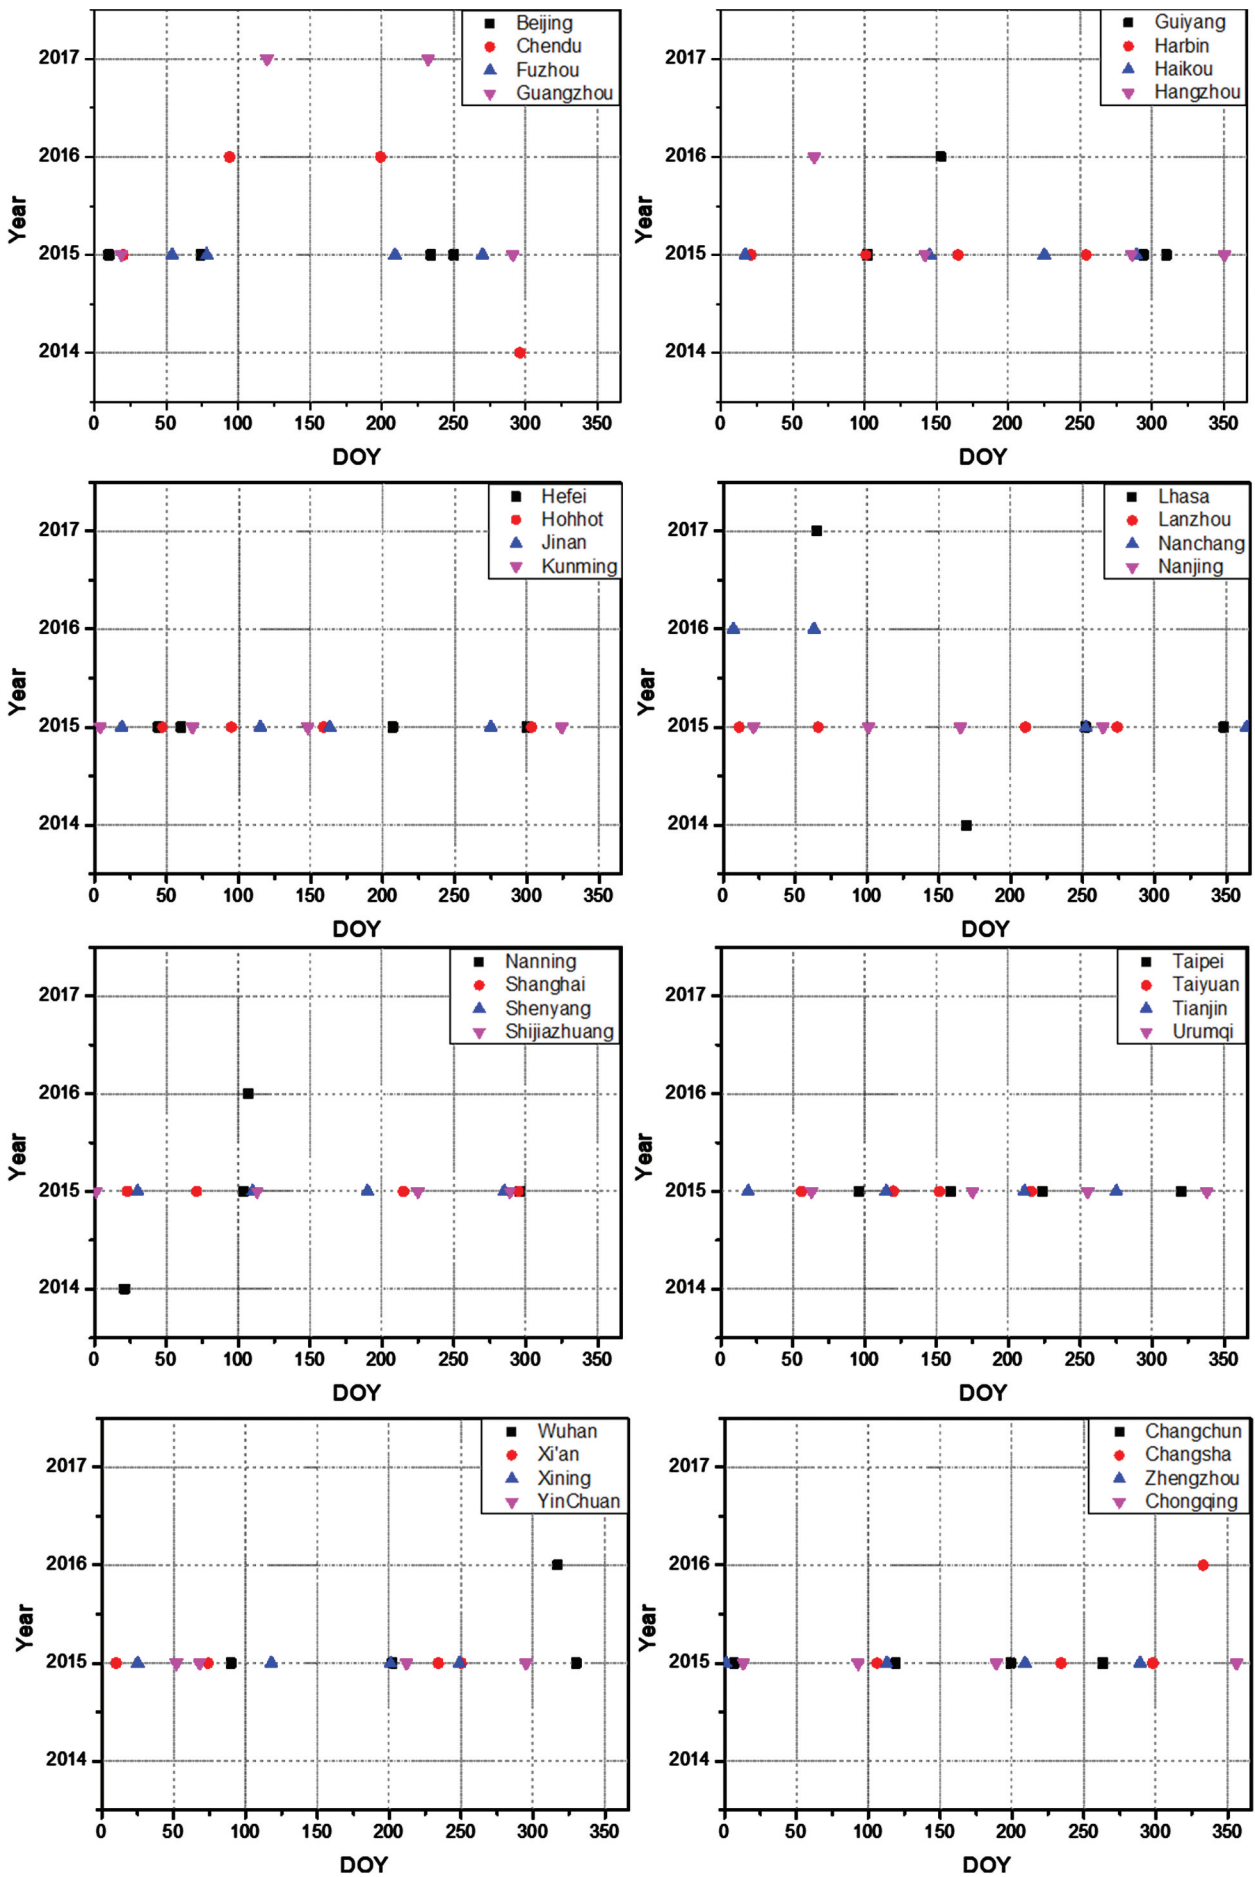 Beijing
Chendu
Fuzhou
Guangzhou
2017
2016
2015
2014
Year
0 50 100 150 200 250 300 350
DOY
Guiyang
Harbin
Haikou
Hangzhou
2017
2016
2015
2014
Year
0 50 100 150 200 250 300 350
DOY
Hefei
Hohhot
Jinan
Kunming
2017
2016
2015
2014
Year
0 50 100 150 200 250 300 350
DOY
Lhasa
Lanzhou
Nanchang
Nanjing
2017
2016
2015
2014
Year
0 50 100 150 200 250 300 350
DOY
Nanning
Shanghai
Shenyang
Shijiazhuang
2017
2016
2015
2014
Year
0 50 100 150 200 250 300 350
DOY
Taipei
Taiyuan
Tianjin
Urumqi
2017
2016
2015
2014
Year
0 50 100 150 200 250 300 350
DOY
Wuhan
Xi'an
Xining
YinChuan
2017
2016
2015
2014
Year
0 50 100 150 200 250 300 350
DOY
Changchun
Changsha
Zhengzhou
Chongqing
2017
2016
2015
2014
Year
0 50 100 150 200 250 300 350
DOY